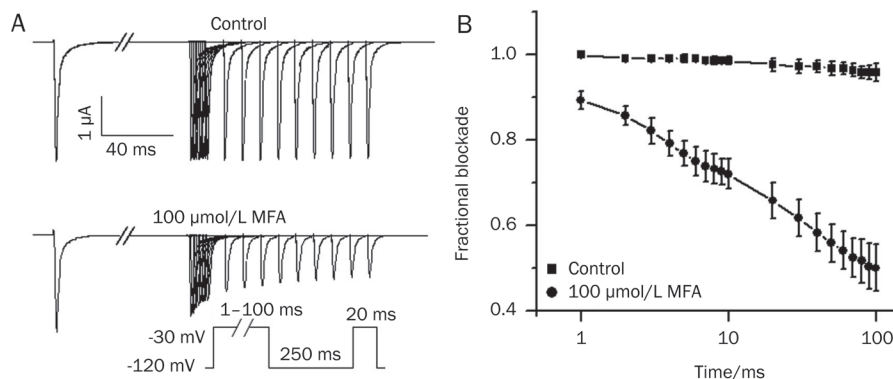 A
Control
1 µA
40 ms
100 µmol/L MFA
1–100 ms
20 ms
-30 mV
250 ms
-120 mV
B
Fractional blockade
1.0
0.8
0.6
0.4
Control
100 µmol/L MFA
1
10
100
Time/ms